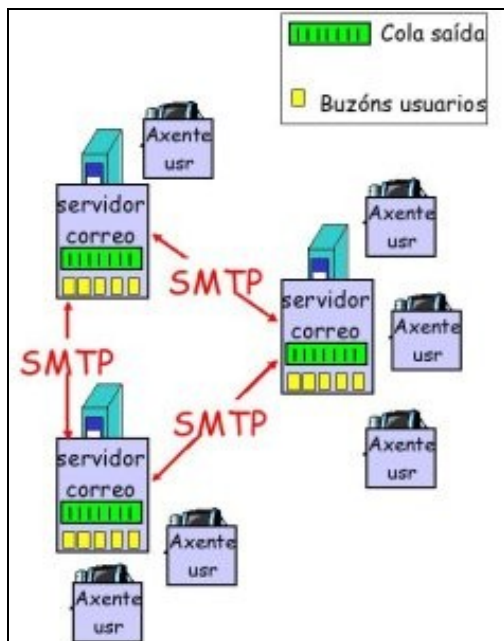 Cola saída
Buzóns usuarios
Axente
usr
servidor
correo
Axente
usr
SMTP
servidor
correo
Axente
usr
SMTP
SMTP
servidor
correo
Axente
usr
Axente
usr
Axente
usr